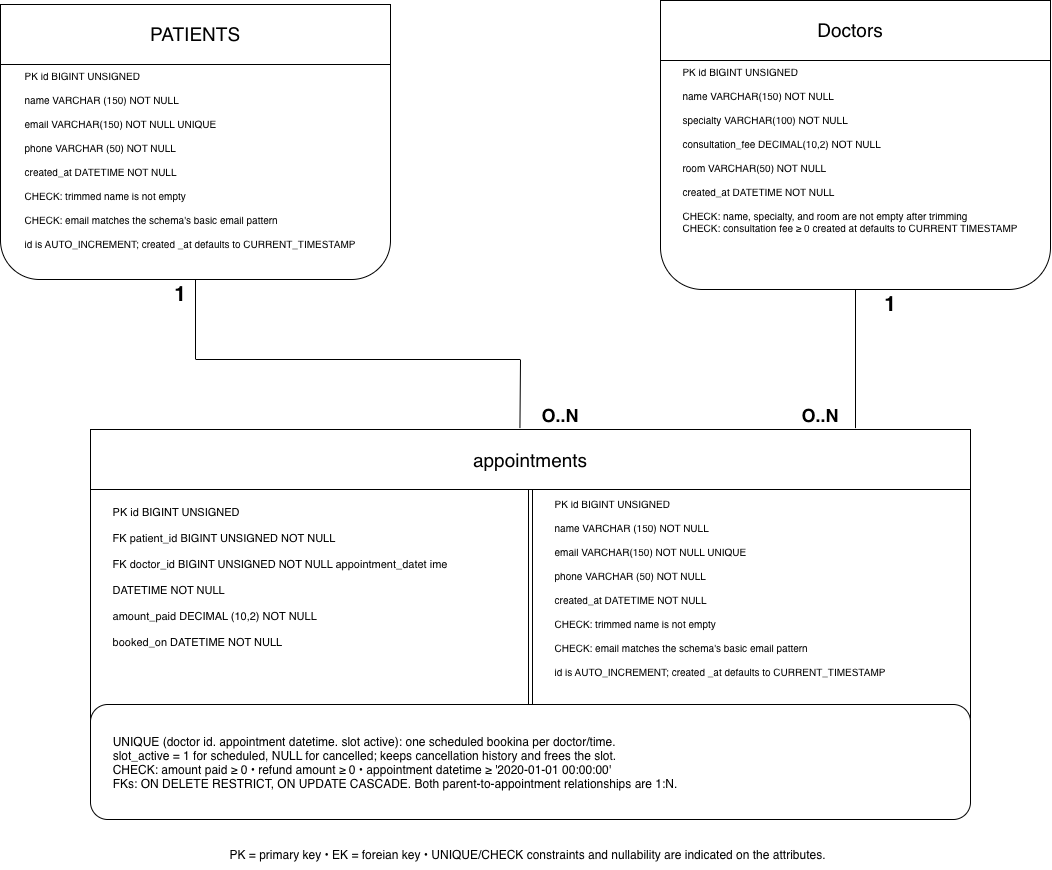 PATIENTS
PK id BIGINT UNSIGNED
name VARCHAR (150) NOT NULL
email VARCHAR(150) NOT NULL UNIQUE
phone VARCHAR (50) NOT NULL
created_at DATETIME NOT NULL
CHECK: trimmed name is not empty
CHECK: email matches the schema's basic email pattern
id is AUTO_INCREMENT; created _at defaults to CURRENT_TIMESTAMP
Doctors
PK id BIGINT UNSIGNED
name VARCHAR(150) NOT NULL
specialty VARCHAR(100) NOT NULL
consultation_fee DECIMAL(10,2) NOT NULL
room VARCHAR(50) NOT NULL
created_at DATETIME NOT NULL
CHECK: name, specialty, and room are not empty after trimming
CHECK: consultation fee ≥ 0 created at defaults to CURRENT TIMESTAMP
1
1
O..N
O..N
appointments
PK id BIGINT UNSIGNED
FK patient_id BIGINT UNSIGNED NOT NULL
FK doctor_id BIGINT UNSIGNED NOT NULL appointment_datet ime
DATETIME NOT NULL
amount_paid DECIMAL (10,2) NOT NULL
booked_on DATETIME NOT NULL
PK id BIGINT UNSIGNED
name VARCHAR (150) NOT NULL
email VARCHAR(150) NOT NULL UNIQUE
phone VARCHAR (50) NOT NULL
created_at DATETIME NOT NULL
CHECK: trimmed name is not empty
CHECK: email matches the schema's basic email pattern
id is AUTO_INCREMENT; created _at defaults to CURRENT_TIMESTAMP
UNIQUE (doctor id. appointment datetime. slot active): one scheduled bookina per doctor/time.
slot_active = 1 for scheduled, NULL for cancelled; keeps cancellation history and frees the slot.
CHECK: amount paid ≥ 0 • refund amount ≥ 0 • appointment datetime ≥ '2020-01-01 00:00:00'
FKs: ON DELETE RESTRICT, ON UPDATE CASCADE. Both parent-to-appointment relationships are 1:N.
PK = primary key • EK = foreian key • UNIQUE/CHECK constraints and nullability are indicated on the attributes.